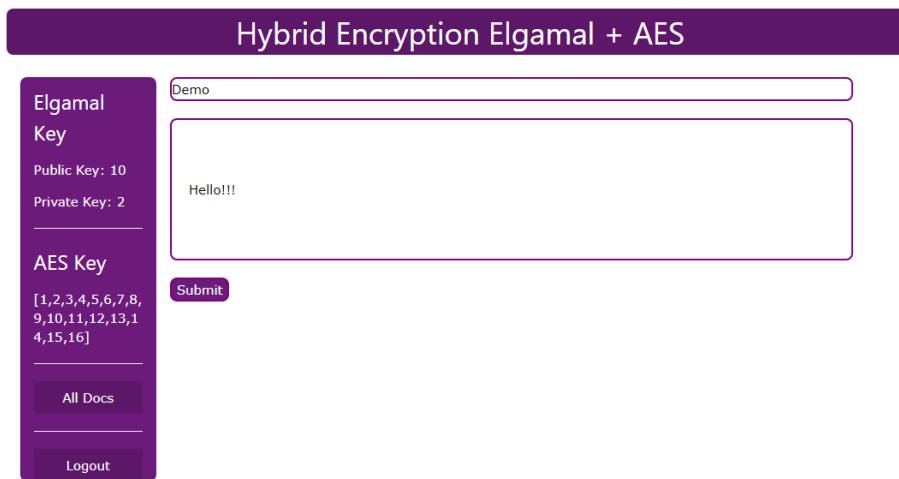 Hybrid Encryption Elgamal + AES
Elgamal
Key
Public Key: 10
Private Key: 2
AES Key
[1,2,3,4,5,6,7,8,
9,10,11,12,13,1
4,15,16]
All Docs
Logout
Demo
Hello!!!
Submit